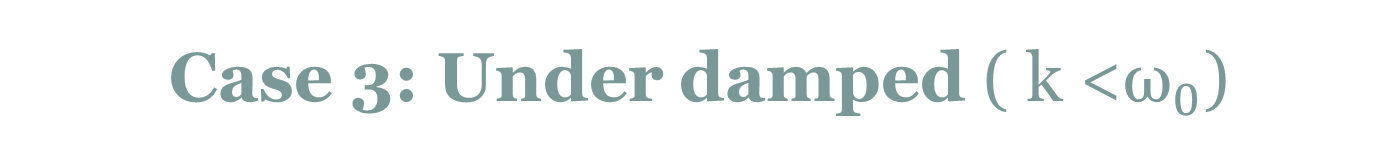 Case 3: Under damped ( k <ω₀)